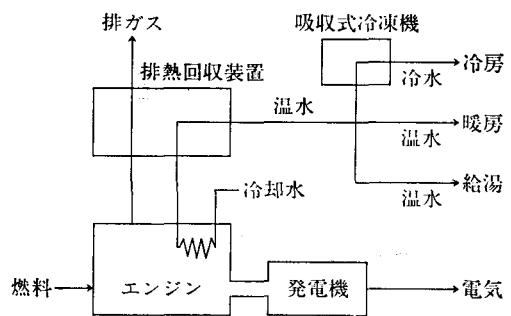 排ガス
吸収式冷凍機
冷房
冷水
排熱回収装置
温水
暖房
温水
給湯
温水
冷却水
燃料
エンジン
発電機
電気